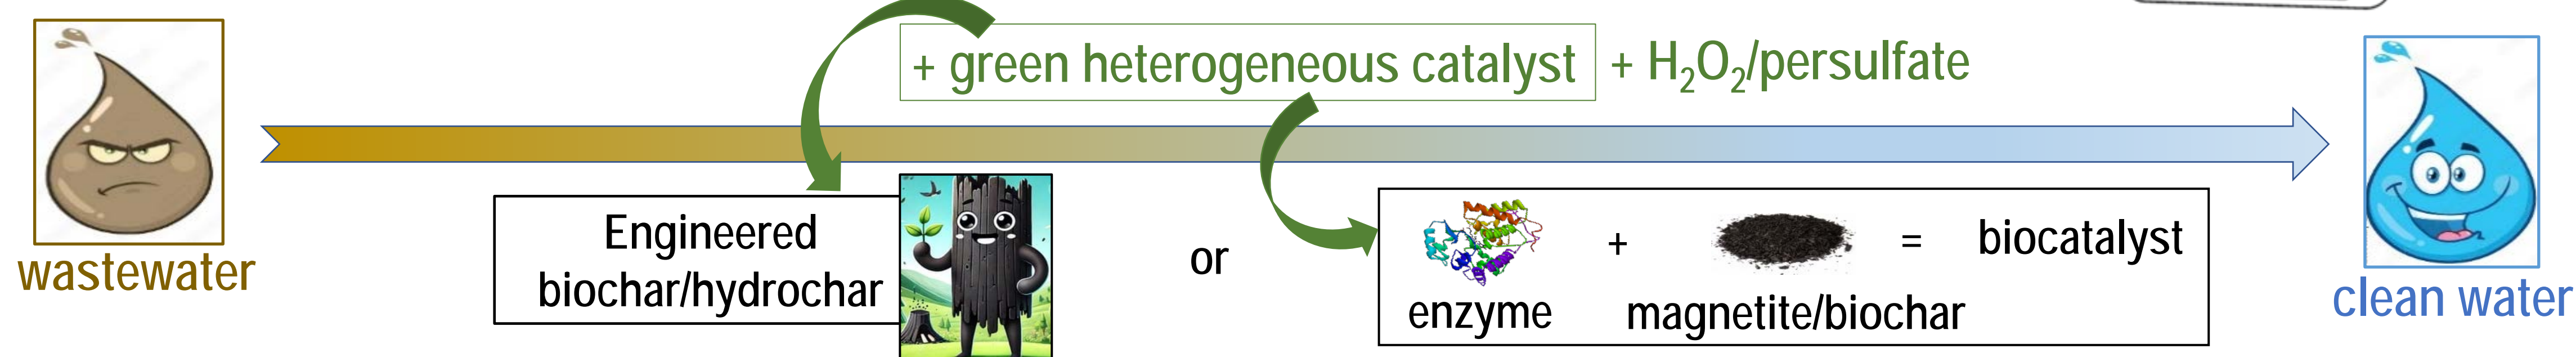 + green heterogeneous catalyst + H₂O₂/persulfate
wastewater
Engineered
biochar/hydrochar
or
+ = biocatalyst
enzyme magnetite/biochar
clean water